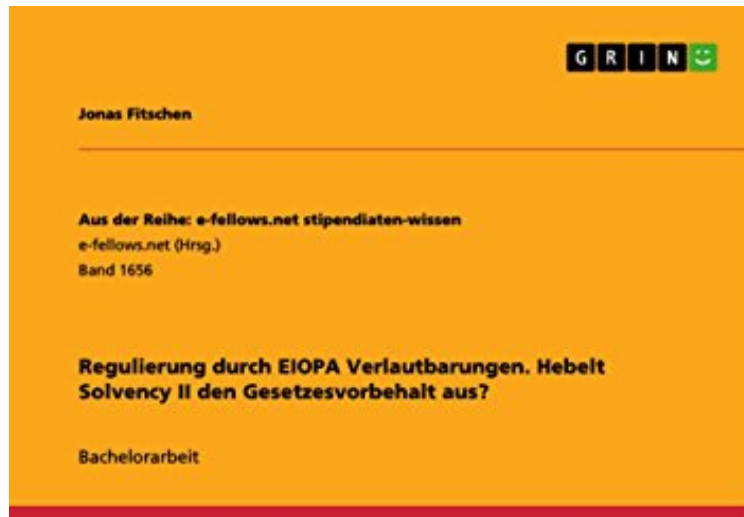 GRIN
Jonas Fitschen
Aus der Reihe: e-fellows.net stipendiaten-wissen
e-fellows.net (Hrsg.)
Band 1656
Regulierung durch EIOPA Verlautbarungen. Hebelt
Solvency II den Gesetzesvorbehalt aus?
Bachelorarbeit